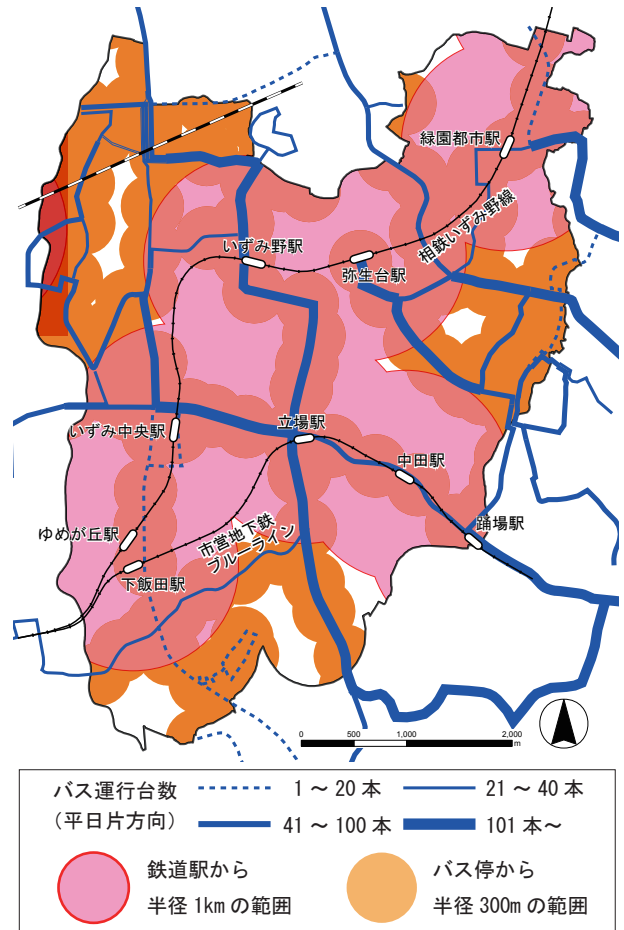 緑園都市駅
相鉄いずみ野線
いずみ野駅
弥生台駅
いずみ中央駅
立場駅
中田駅
踊場駅
ゆめが丘駅
市営地下鉄
ブルーライン
下飯田駅
0 500 1,000 2,000
m
バス運行台数
(平日片方向)
1 ~ 20 本
21 ~ 40 本
41 ~ 100 本
101 本~
鉄道駅から
半径 1km の範囲
バス停から
半径 300m の範囲